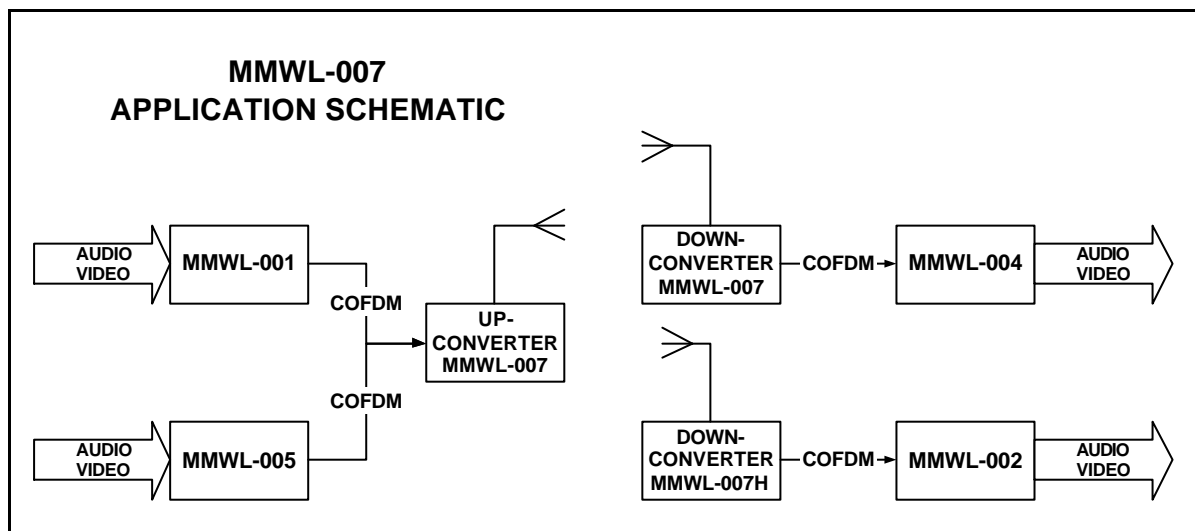 MMWL-007
APPLICATION SCHEMATIC
AUDIO
VIDEO
MMWL-001
COFDM
UP-
CONVERTER
MMWL-007
COFDM
AUDIO
VIDEO
MMWL-005
DOWN-
CONVERTER
MMWL-007
COFDM
MMWL-004
AUDIO
VIDEO
DOWN-
CONVERTER
MMWL-007H
COFDM
MMWL-002
AUDIO
VIDEO